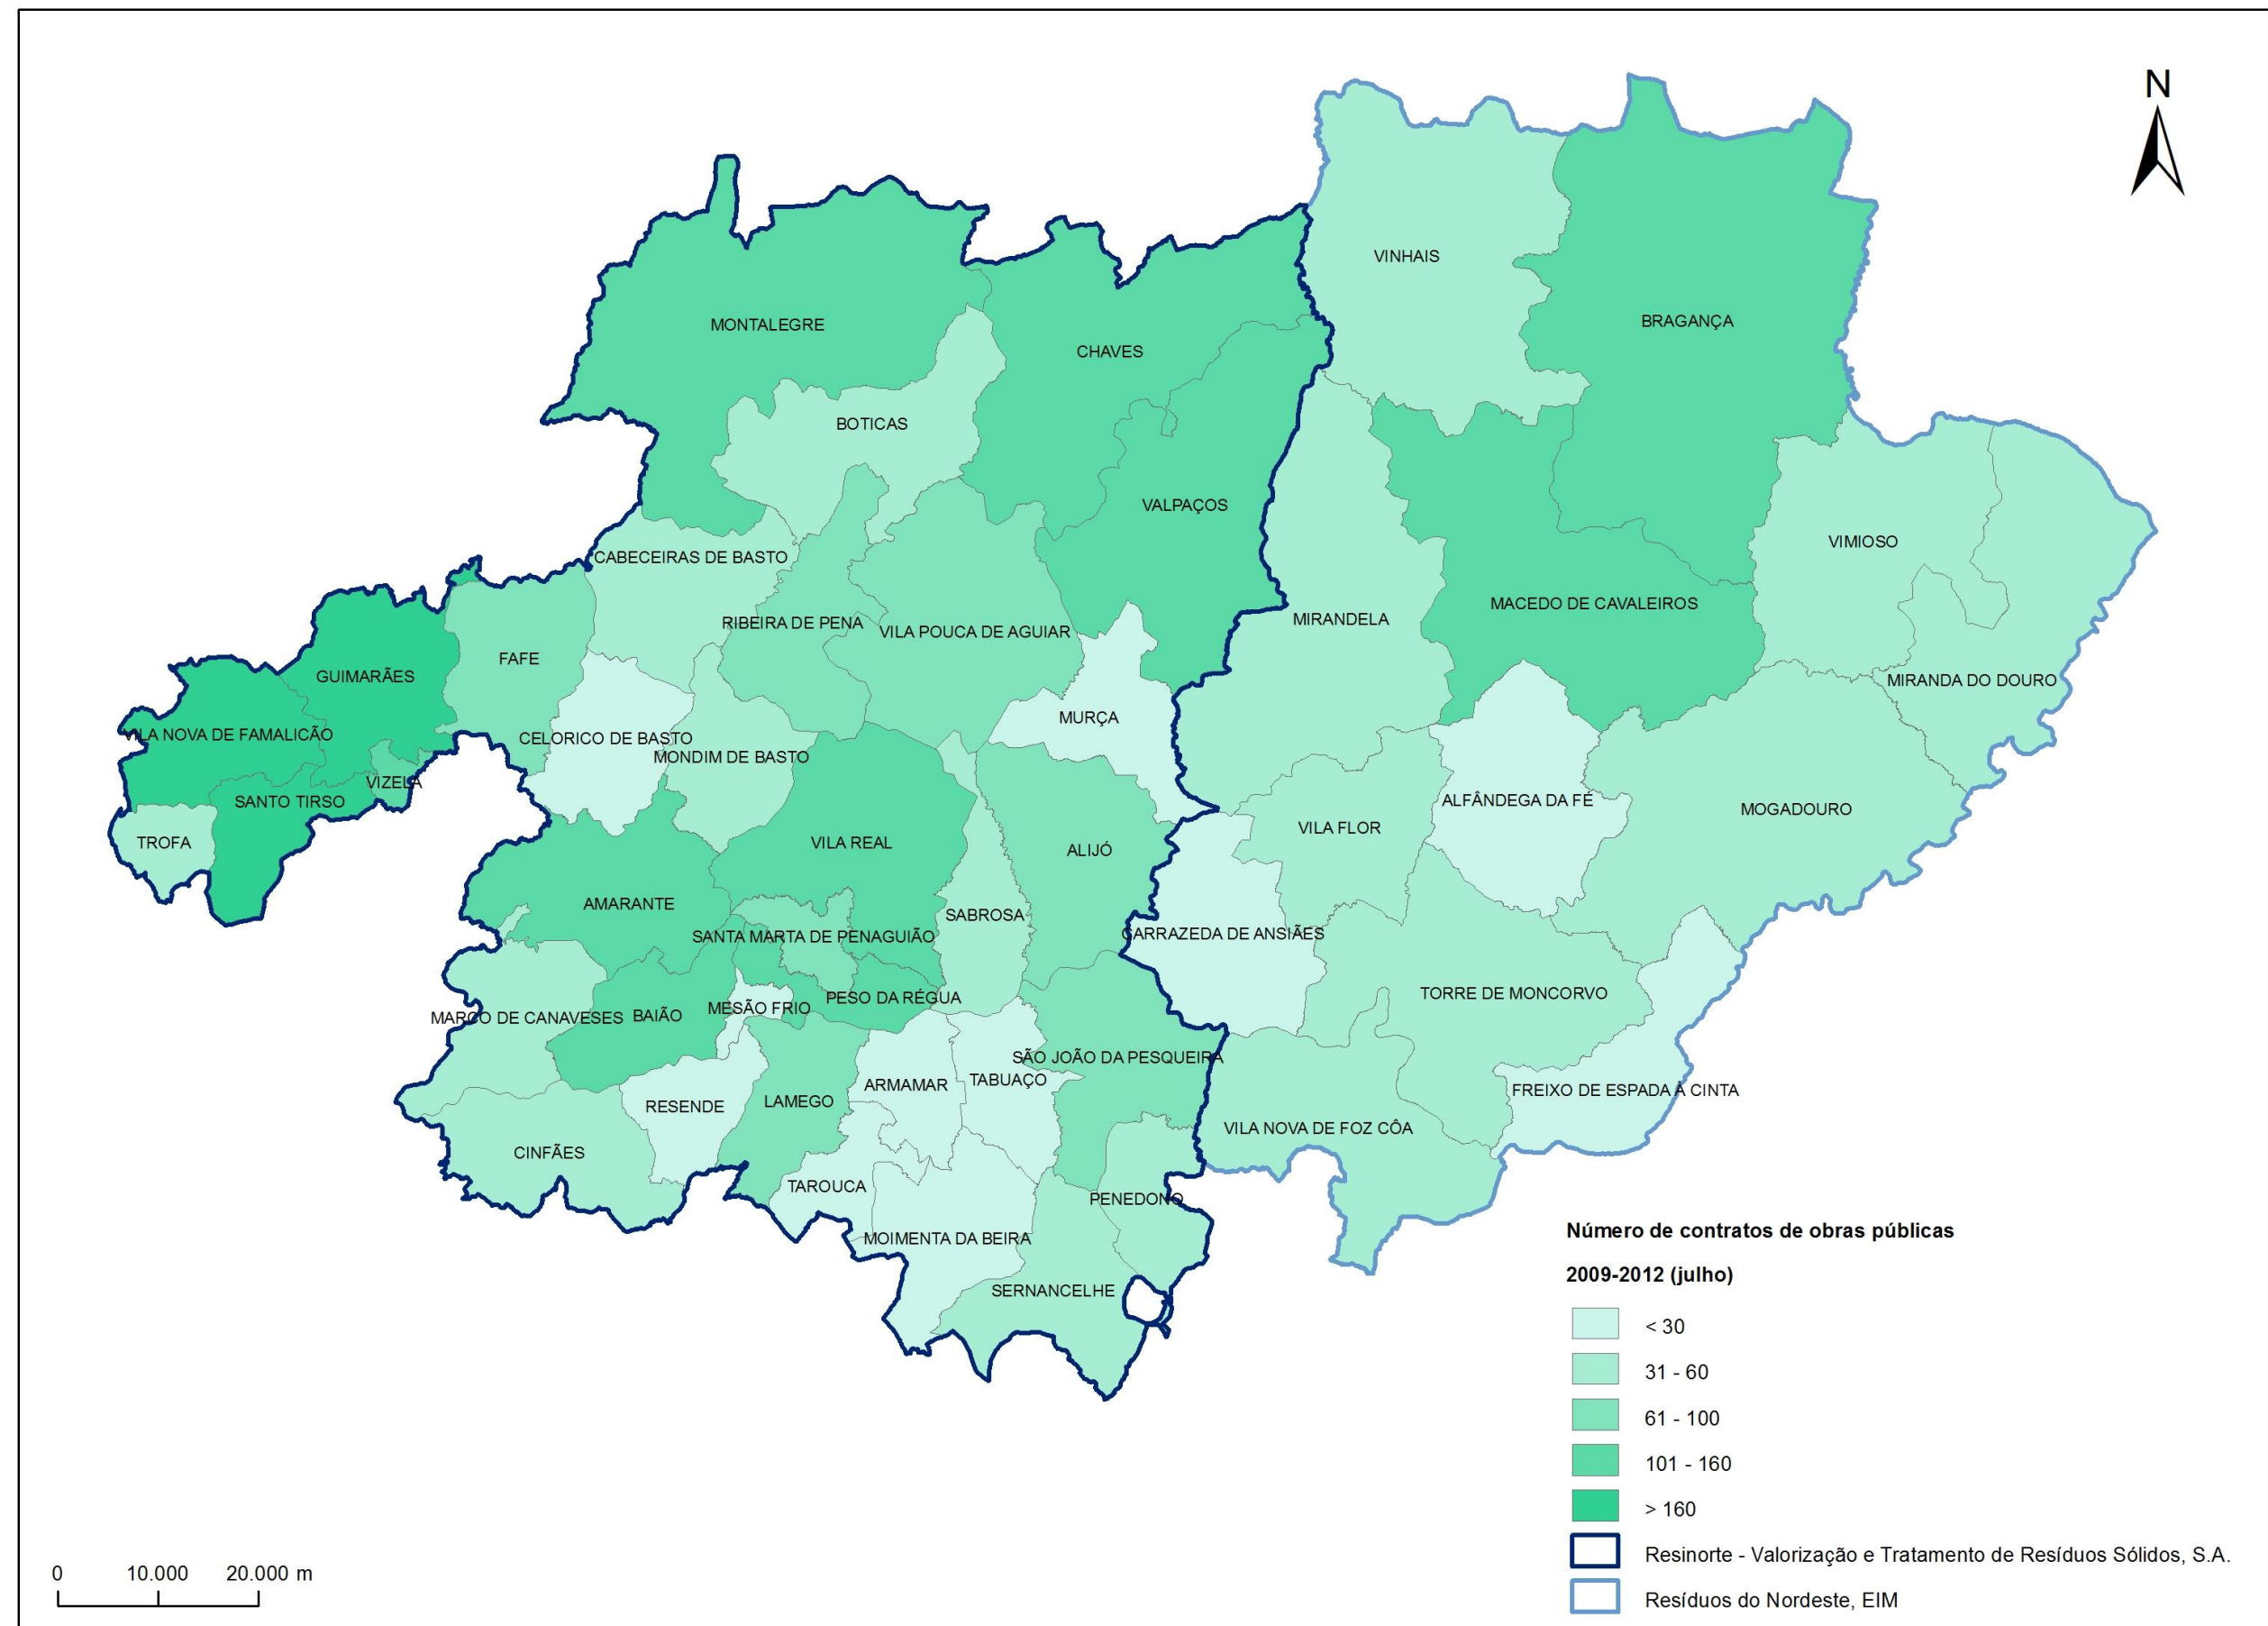 N
VINHAIS
BRAGANÇA
MONTALEGRE
CHAVES
BOTICAS
VALPAÇOS
VIMIOSO
CABECEIRAS DE BASTO
MACEDO DE CAVALEIROS
MIRANDELA
RIBEIRA DE PENA
VILA POUCA DE AGUIAR
FAFE
GUIMARÃES
MIRANDA DO DOURO
MURÇA
VILA NOVA DE FAMALICÃO
CELORICO DE BASTO
MONDIM DE BASTO
VIZELA
SANTO TIRSO
ALFÂNDEGA DA FÉ
MOGADOURO
VILA FLOR
TROFA
VILA REAL
ALIJÓ
AMARANTE
SABROSA
CARRAZEDA DE ANSIÃES
SANTA MARTA DE PENAGUIÃO
TORRE DE MONCORVO
PESO DA RÉGUA
MESÃO FRIO
MARCO DE CANAVESES
BAIÃO
SÃO JOÃO DA PESQUEIRA
TABUAÇO
ARMAMAR
FREIXO DE ESPADA À CINTA
LAMEGO
RESENDE
VILA NOVA DE FOZ CÔA
CINFÃES
TAROUCA
PENEDONO
MOIMENTA DA BEIRA
SERNANCELHE
Número de contratos de obras públicas
2009-2012 (julho)
< 30
31 - 60
61 - 100
101 - 160
> 160
Resinorte - Valorização e Tratamento de Resíduos Sólidos, S.A.
Resíduos do Nordeste, EIM
0 10.000 20.000 m